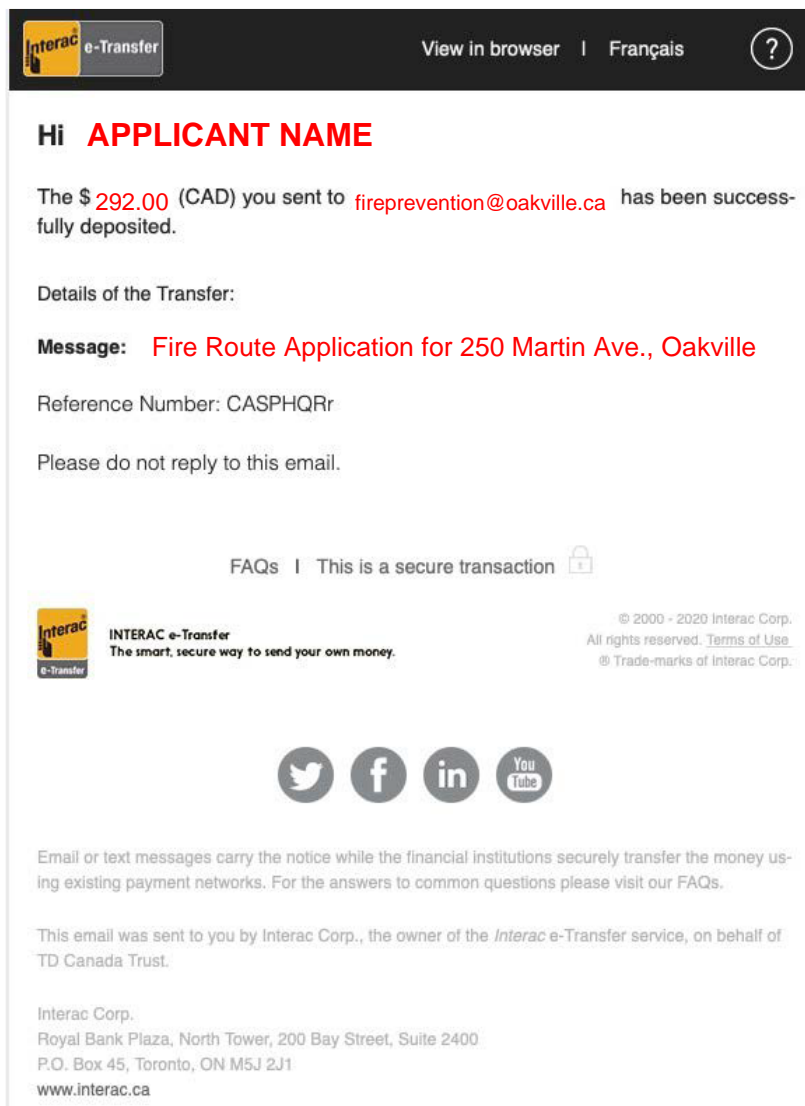 Interac e-Transfer View in browser I Français ?
Hi APPLICANT NAME
The $ 292.00 (CAD) you sent to fireprevention@oakville.ca has been success-
fully deposited.
Details of the Transfer:
Message: Fire Route Application for 250 Martin Ave., Oakville
Reference Number: CASPHQRr
Please do not reply to this email.
FAQs I This is a secure transaction
Interac
e-Transfer
INTERAC e-Transfer
The smart, secure way to send your own money.
© 2000 - 2020 Interac Corp.
All rights reserved. Terms of Use
® Trade-marks of Interac Corp.
f in You Tube
Email or text messages carry the notice while the financial institutions securely transfer the money us-
ing existing payment networks. For the answers to common questions please visit our FAQs.
This email was sent to you by Interac Corp., the owner of the Interac e-Transfer service, on behalf of
TD Canada Trust.
Interac Corp.
Royal Bank Plaza, North Tower, 200 Bay Street, Suite 2400
P.O. Box 45, Toronto, ON M5J 2J1
www.interac.ca